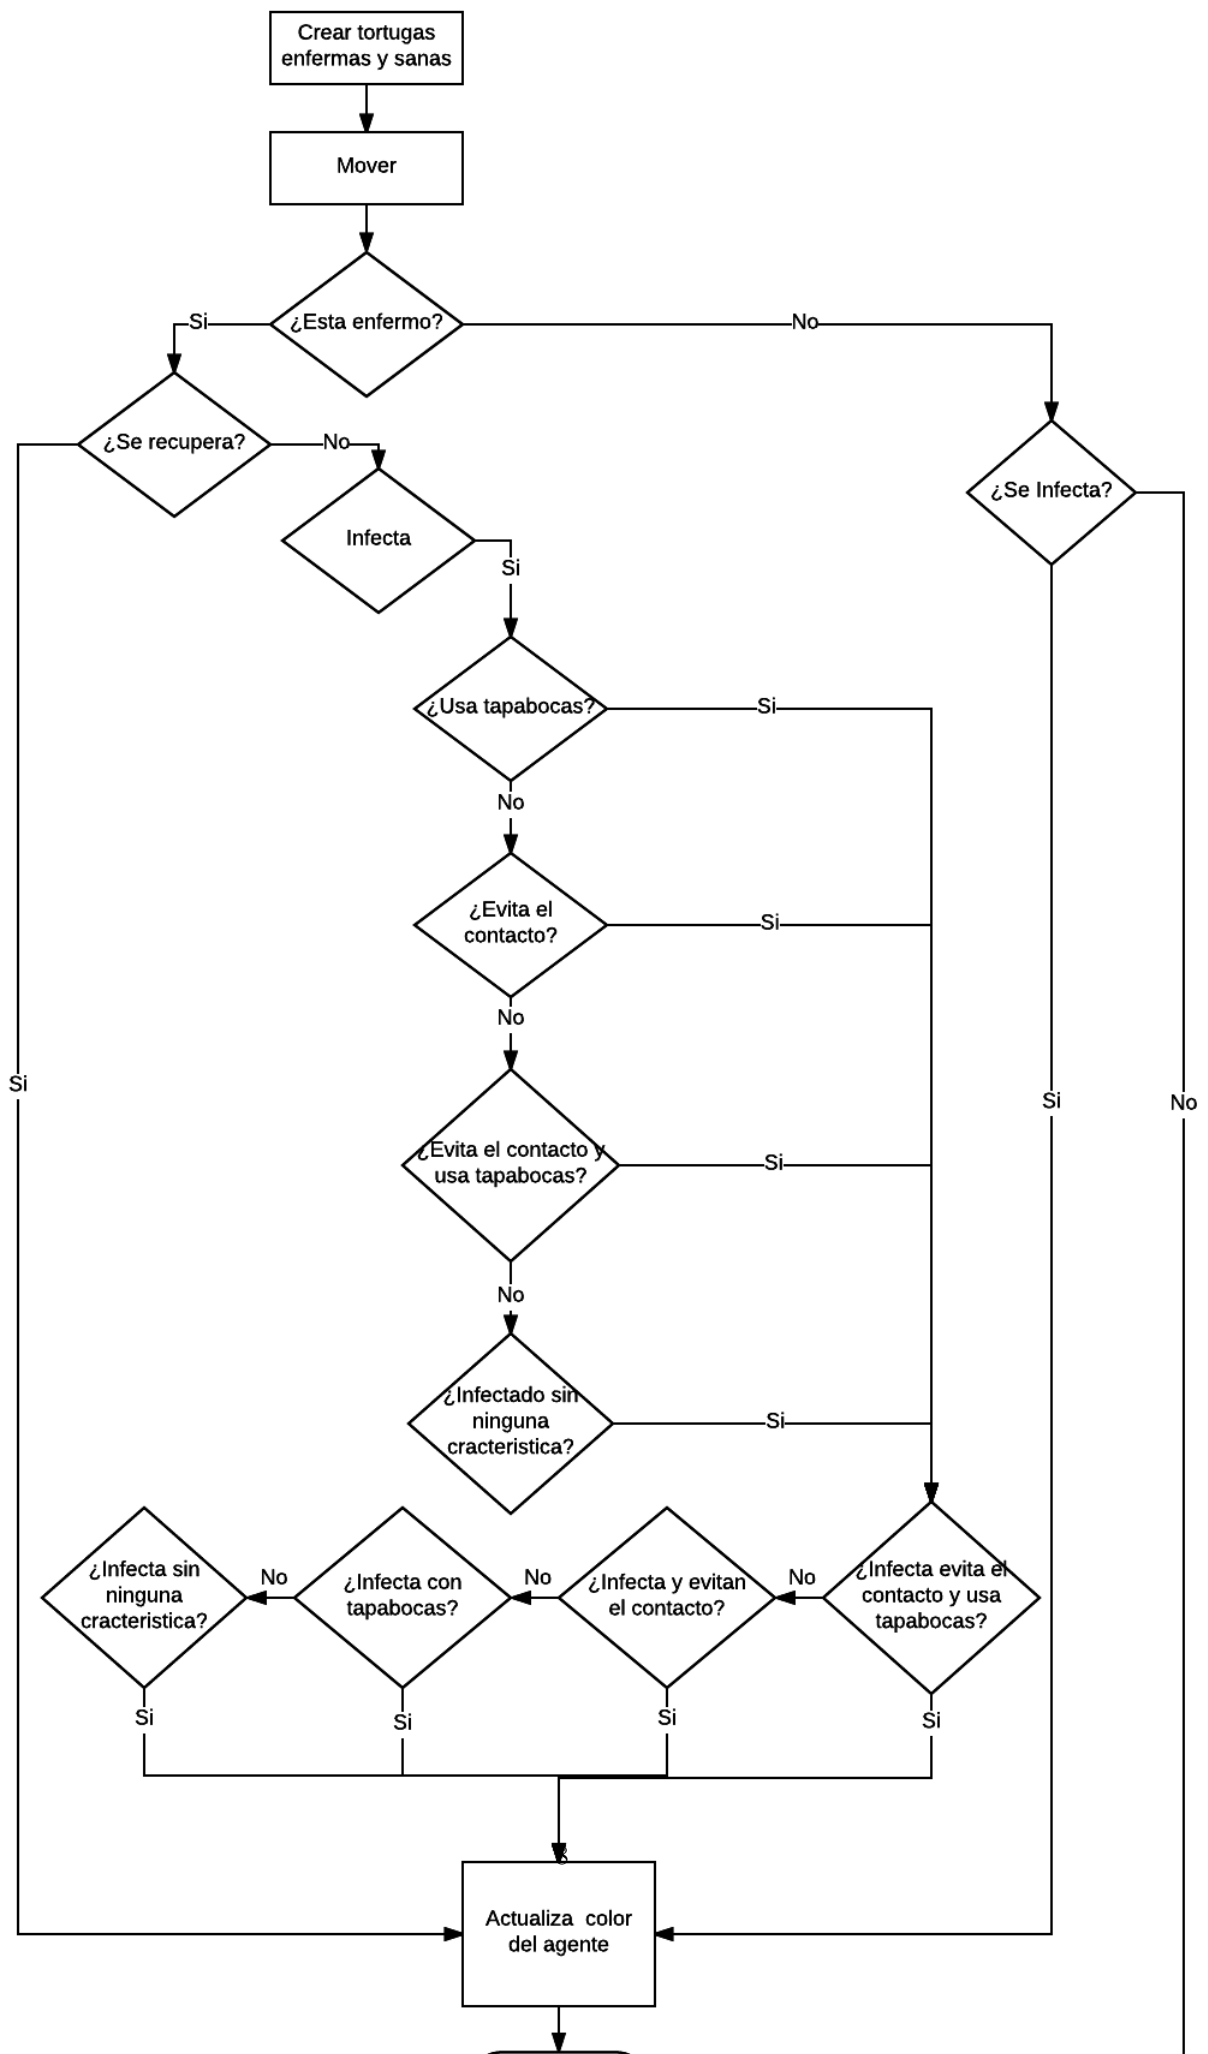 Crear tortugas
enfermas y sanas
Mover
¿Esta enfermo?
Si
No
¿Se recupera?
No
¿Se Infecta?
Infecta
Si
¿Usa tapabocas?
Si
No
¿Evita el
contacto?
Si
No
Si
Si
No
¿Evita el contacto y
usa tapabocas?
Si
No
¿Infectado sin
ninguna
cracteristica?
Si
¿Infecta sin
ninguna
cracteristica?
No
¿Infecta con
tapabocas?
No
¿Infecta y evitan
el contacto?
No
¿Infecta evita el
contacto y usa
tapabocas?
Si
Si
Si
Si
Actualiza color
del agente